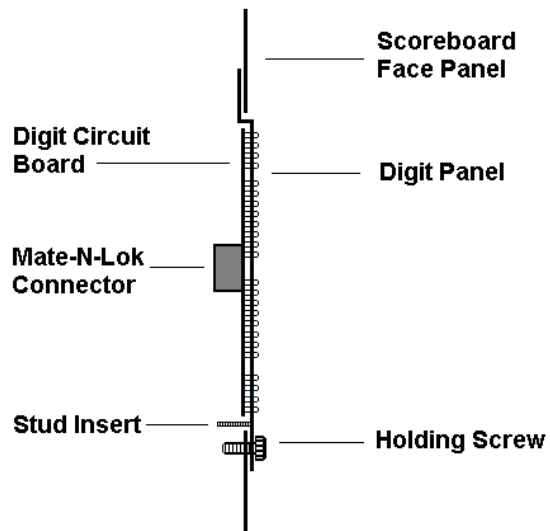 Scoreboard
Face Panel
Digit Circuit
Board
Digit Panel
Mate-N-Lok
Connector
Stud Insert
Holding Screw